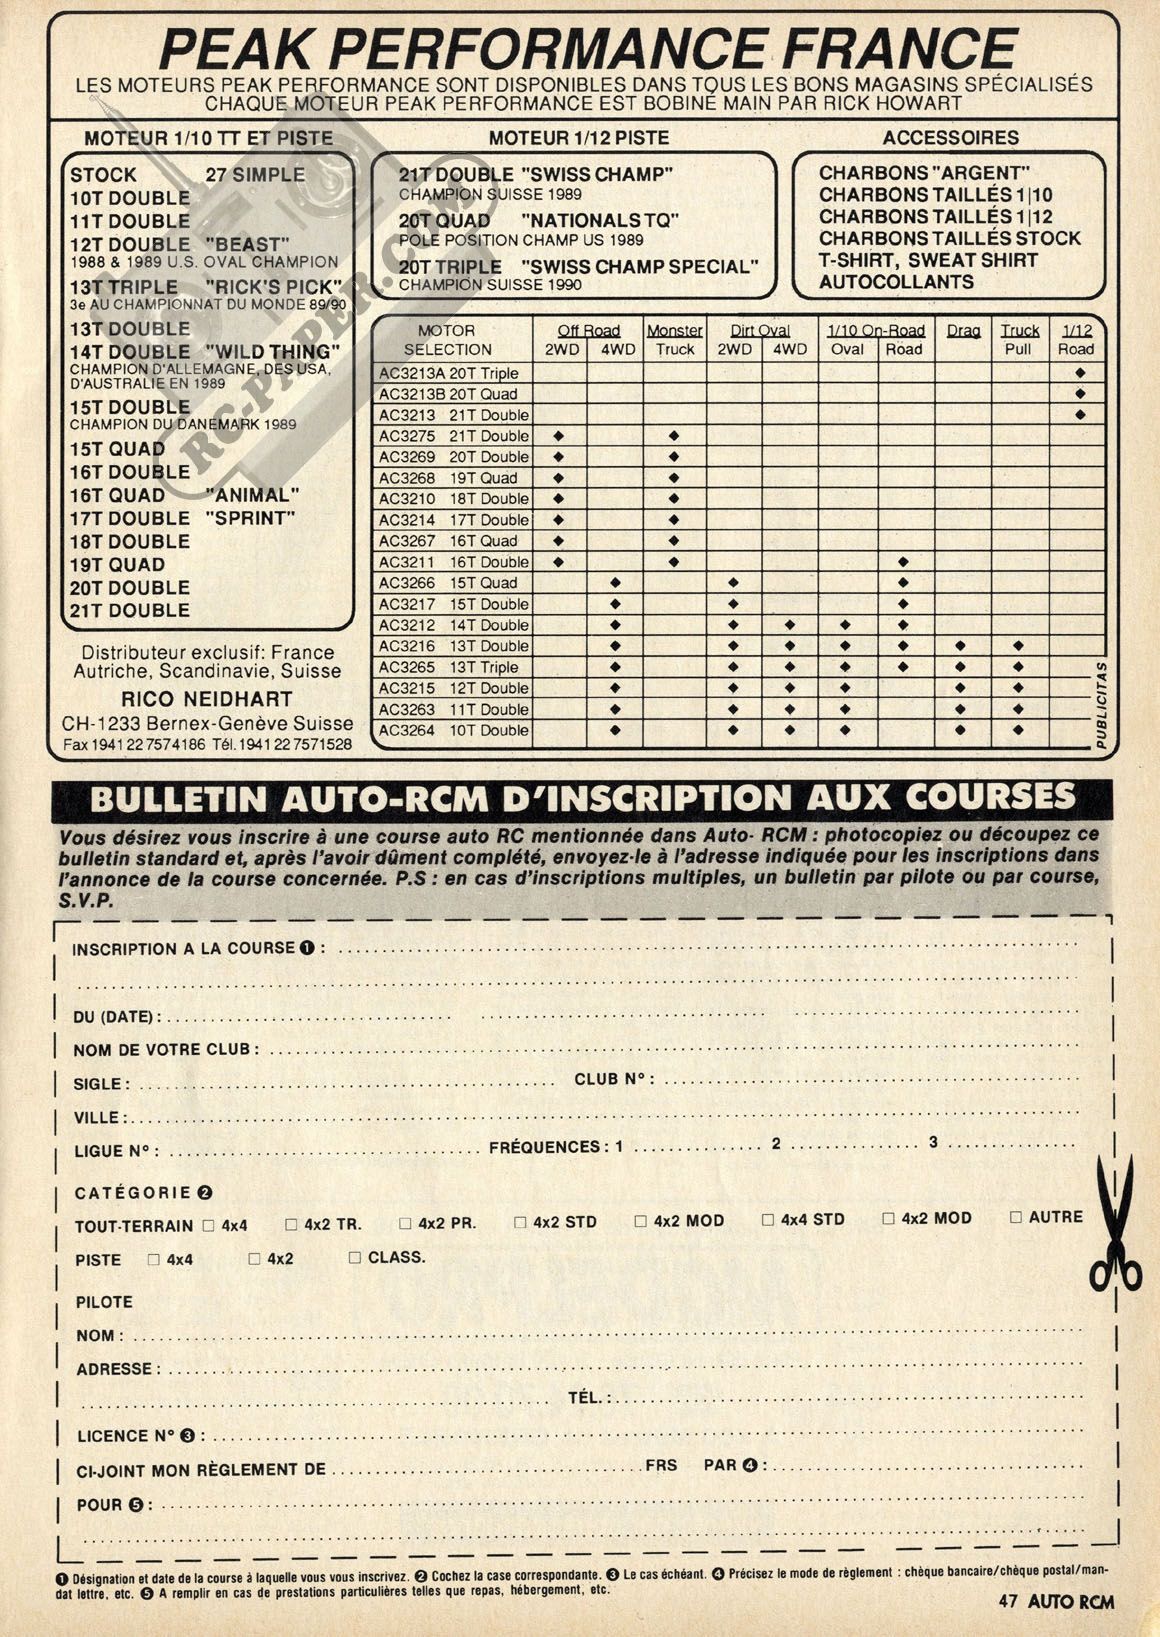 PEAK PERFORMANCE FRANCE
LES MOTEURS PEAK PERFORMANCE SONT DISPONIBLES DANS TOUS LES BONS MAGASINS SPÉCIALISÉS
CHAQUE MOTEUR PEAK PERFORMANCE EST BOBINÉ MAIN PAR RICK HOWART
MOTEUR 1/10 TT ET PISTE
STOCK 27 SIMPLE
10T DOUBLE
11T DOUBLE
12T DOUBLE "BEAST"
1988 & 1989 U.S. OVAL CHAMPION
13T TRIPLE "RICK'S PICK"
3e AU CHAMPIONNAT DU MONDE 89/90
13T DOUBLE
14T DOUBLE "WILD THING"
CHAMPION D'ALLEMAGNE, DES USA,
D'AUSTRALIE EN 1989
15T DOUBLE
CHAMPION DU DANEMARK 1989
15T QUAD
16T DOUBLE
16T QUAD "ANIMAL"
17T DOUBLE "SPRINT"
18T DOUBLE
19T QUAD
20T DOUBLE
21T DOUBLE
Distributeur exclusif: France
Autriche, Scandinavie, Suisse
RICO NEIDHART
CH-1233 Bernex-Genève Suisse
Fax 1941 22 7574186 Tél. 1941 22 7571528
MOTEUR 1/12 PISTE
21T DOUBLE "SWISS CHAMP"
CHAMPION SUISSE 1989
20T QUAD "NATIONALS TQ"
POLE POSITION CHAMP US 1989
20T TRIPLE "SWISS CHAMP SPECIAL"
CHAMPION SUISSE 1990
ACCESSOIRES
CHARBONS "ARGENT"
CHARBONS TAILLÉS 1|10
CHARBONS TAILLÉS 1|12
CHARBONS TAILLÉS STOCK
T-SHIRT, SWEAT SHIRT
AUTOCOLLANTS
RC-PAPER.COM
MOTOR Off Road Monster Dirt Oval 1/10 On-Road Drag Truck 1/12
SELECTION 2WD 4WD Truck 2WD 4WD Oval Road Pull Road
AC3213A 20T Triple ◆
AC3213B 20T Quad ◆
AC3213 21T Double ◆
AC3275 21T Double ◆ ◆
AC3269 20T Double ◆ ◆
AC3268 19T Quad ◆ ◆
AC3210 18T Double ◆ ◆
AC3214 17T Double ◆ ◆
AC3267 16T Quad ◆ ◆
AC3211 16T Double ◆ ◆ ◆
AC3266 15T Quad ◆ ◆ ◆
AC3217 15T Double ◆ ◆ ◆
AC3212 14T Double ◆ ◆ ◆ ◆ ◆
AC3216 13T Double ◆ ◆ ◆ ◆ ◆ ◆ ◆
AC3265 13T Triple ◆ ◆ ◆ ◆ ◆ ◆ ◆
AC3215 12T Double ◆ ◆ ◆ ◆ ◆ ◆
AC3263 11T Double ◆ ◆ ◆ ◆ ◆ ◆
AC3264 10T Double ◆ ◆ ◆ ◆ ◆ ◆
PUBLICITAS
BULLETIN AUTO-RCM D'INSCRIPTION AUX COURSES
Vous désirez vous inscrire à une course auto RC mentionnée dans Auto- RCM : photocopiez ou découpez ce
bulletin standard et, après l'avoir dûment complété, envoyez-le à l'adresse indiquée pour les inscriptions dans
l'annonce de la course concernée. P.S : en cas d'inscriptions multiples, un bulletin par pilote ou par course,
S.V.P.
INSCRIPTION A LA COURSE ❶ :
DU (DATE) :
NOM DE VOTRE CLUB :
SIGLE : CLUB N° :
VILLE :
LIGUE N° : FRÉQUENCES : 1 2 3
CATÉGORIE ❷
TOUT-TERRAIN □ 4x4 □ 4x2 TR. □ 4x2 PR. □ 4x2 STD □ 4x2 MOD □ 4x4 STD □ 4x2 MOD □ AUTRE
PISTE □ 4x4 □ 4x2 □ CLASS.
PILOTE
NOM :
ADRESSE :
TÉL. :
LICENCE N° ❸ :
CI-JOINT MON RÈGLEMENT DE FRS PAR ❹ :
POUR ❺ :
❶ Désignation et date de la course à laquelle vous vous inscrivez. ❷ Cochez la case correspondante. ❸ Le cas échéant. ❹ Précisez le mode de règlement : chèque bancaire/chèque postal/man-
dat lettre, etc. ❺ A remplir en cas de prestations particulières telles que repas, hébergement, etc.
47 AUTO RCM